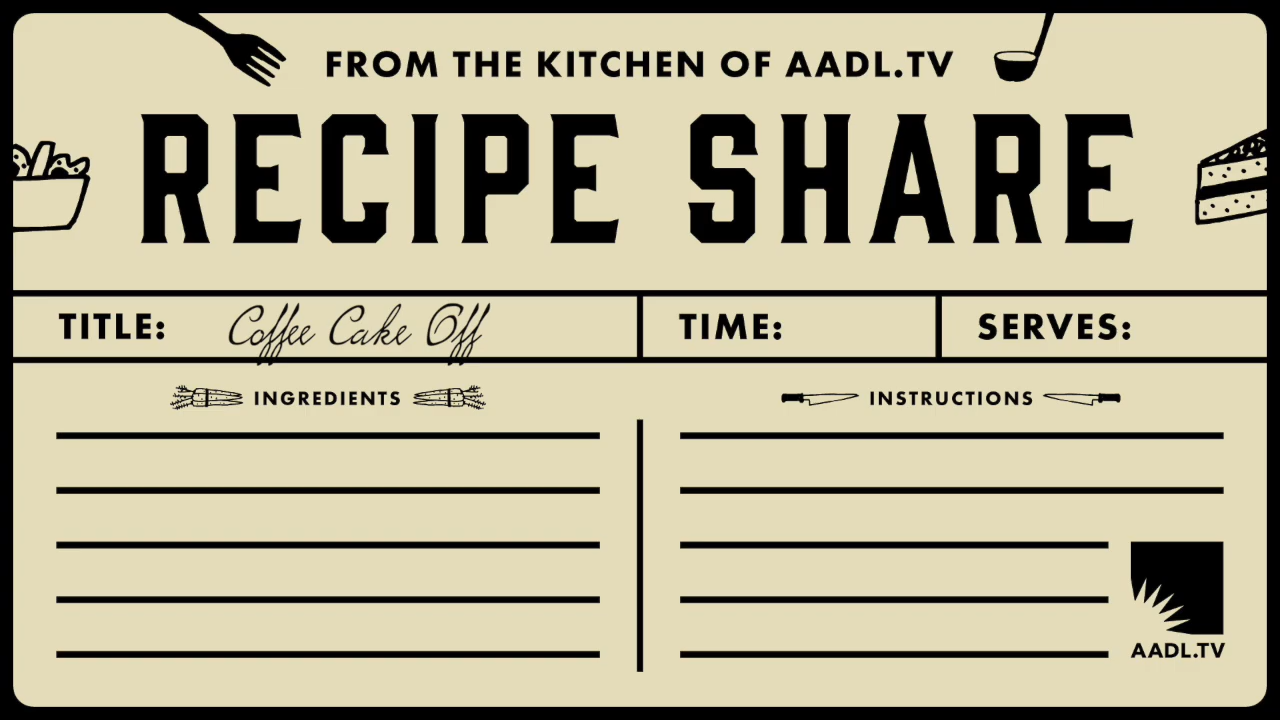 FROM THE KITCHEN OF AADL.TV
RECIPE SHARE
TITLE: Coffee Cake Off
TIME:
SERVES:
INGREDIENTS
INSTRUCTIONS
AADL.TV